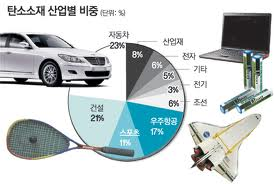 탄소소재 산업별 비중 (단위: %)
자동차
23%
산업재
8%
전자
6%
기타
5%
전기
3%
조선
6%
우주항공
17%
스포츠
11%
건설
21%